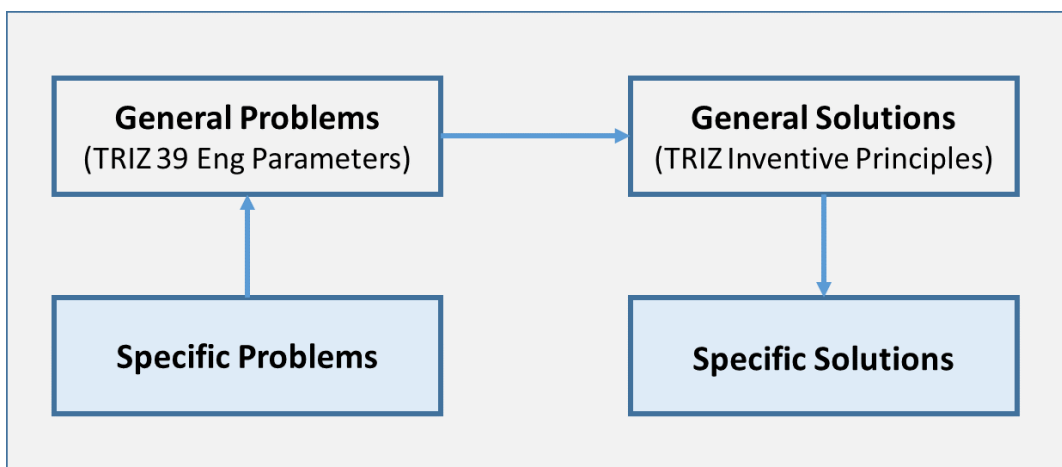 General Problems
(TRIZ 39 Eng Parameters)
General Solutions
(TRIZ Inventive Principles)
Specific Problems
Specific Solutions